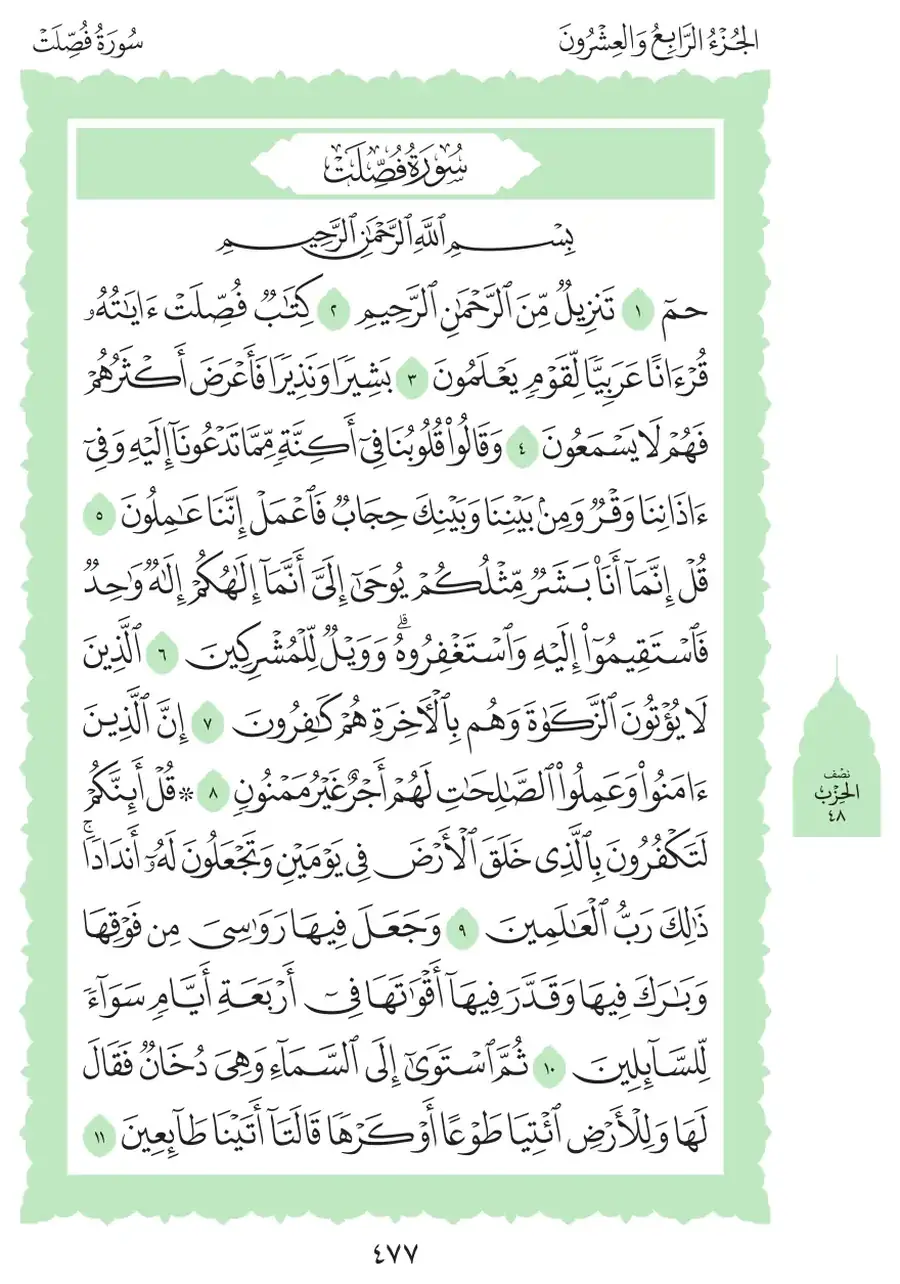 الجُزْءُ الرَّابِعُ وَالعِشْرُونَ
سُورَةُ فُصِّلَتْ
سُورَةُ فُصِّلَتْ
بِسْمِ ٱللَّهِ ٱلرَّحْمَٰنِ ٱلرَّحِيمِ
حمٓ ١ تَنزِيلٌ مِّنَ ٱلرَّحْمَٰنِ ٱلرَّحِيمِ ٢ كِتَٰبٌ فُصِّلَتْ ءَايَٰتُهُۥ
قُرْءَانًا عَرَبِيًّا لِّقَوْمٍ يَعْلَمُونَ ٣ بَشِيرًا وَنَذِيرًا فَأَعْرَضَ أَكْثَرُهُمْ
فَهُمْ لَا يَسْمَعُونَ ٤ وَقَالُوا۟ قُلُوبُنَا فِىٓ أَكِنَّةٍ مِّمَّا تَدْعُونَآ إِلَيْهِ وَفِىٓ
ءَاذَانِنَا وَقْرٌ وَمِنۢ بَيْنِنَا وَبَيْنِكَ حِجَابٌ فَٱعْمَلْ إِنَّنَا عَٰمِلُونَ ٥
قُلْ إِنَّمَآ أَنَا۠ بَشَرٌ مِّثْلُكُمْ يُوحَىٰٓ إِلَىَّ أَنَّمَآ إِلَٰهُكُمْ إِلَٰهٌ وَٰحِدٌ
فَٱسْتَقِيمُوٓا۟ إِلَيْهِ وَٱسْتَغْفِرُوهُ ۗ وَوَيْلٌ لِّلْمُشْرِكِينَ ٦ ٱلَّذِينَ
لَا يُؤْتُونَ ٱلزَّكَوٰةَ وَهُم بِٱلْأَخِرَةِ هُمْ كَٰفِرُونَ ٧ إِنَّ ٱلَّذِينَ
ءَامَنُوا۟ وَعَمِلُوا۟ ٱلصَّٰلِحَٰتِ لَهُمْ أَجْرٌ غَيْرُ مَمْنُونٍ ٨ ۞ قُلْ أَئِنَّكُمْ
لَتَكْفُرُونَ بِٱلَّذِى خَلَقَ ٱلْأَرْضَ فِى يَوْمَيْنِ وَتَجْعَلُونَ لَهُۥٓ أَندَادًا ۚ
ذَٰلِكَ رَبُّ ٱلْعَٰلَمِينَ ٩ وَجَعَلَ فِيهَا رَوَٰسِىَ مِن فَوْقِهَا
وَبَٰرَكَ فِيهَا وَقَدَّرَ فِيهَآ أَقْوَٰتَهَا فِىٓ أَرْبَعَةِ أَيَّامٍ سَوَآءً
لِّلسَّآئِلِينَ ١٠ ثُمَّ ٱسْتَوَىٰٓ إِلَى ٱلسَّمَآءِ وَهِىَ دُخَانٌ فَقَالَ
لَهَا وَلِلْأَرْضِ ٱئْتِيَا طَوْعًا أَوْ كَرْهًا قَالَتَآ أَتَيْنَا طَآئِعِينَ ١١
نِصْف
الحِزْب
٤٨
٤٧٧